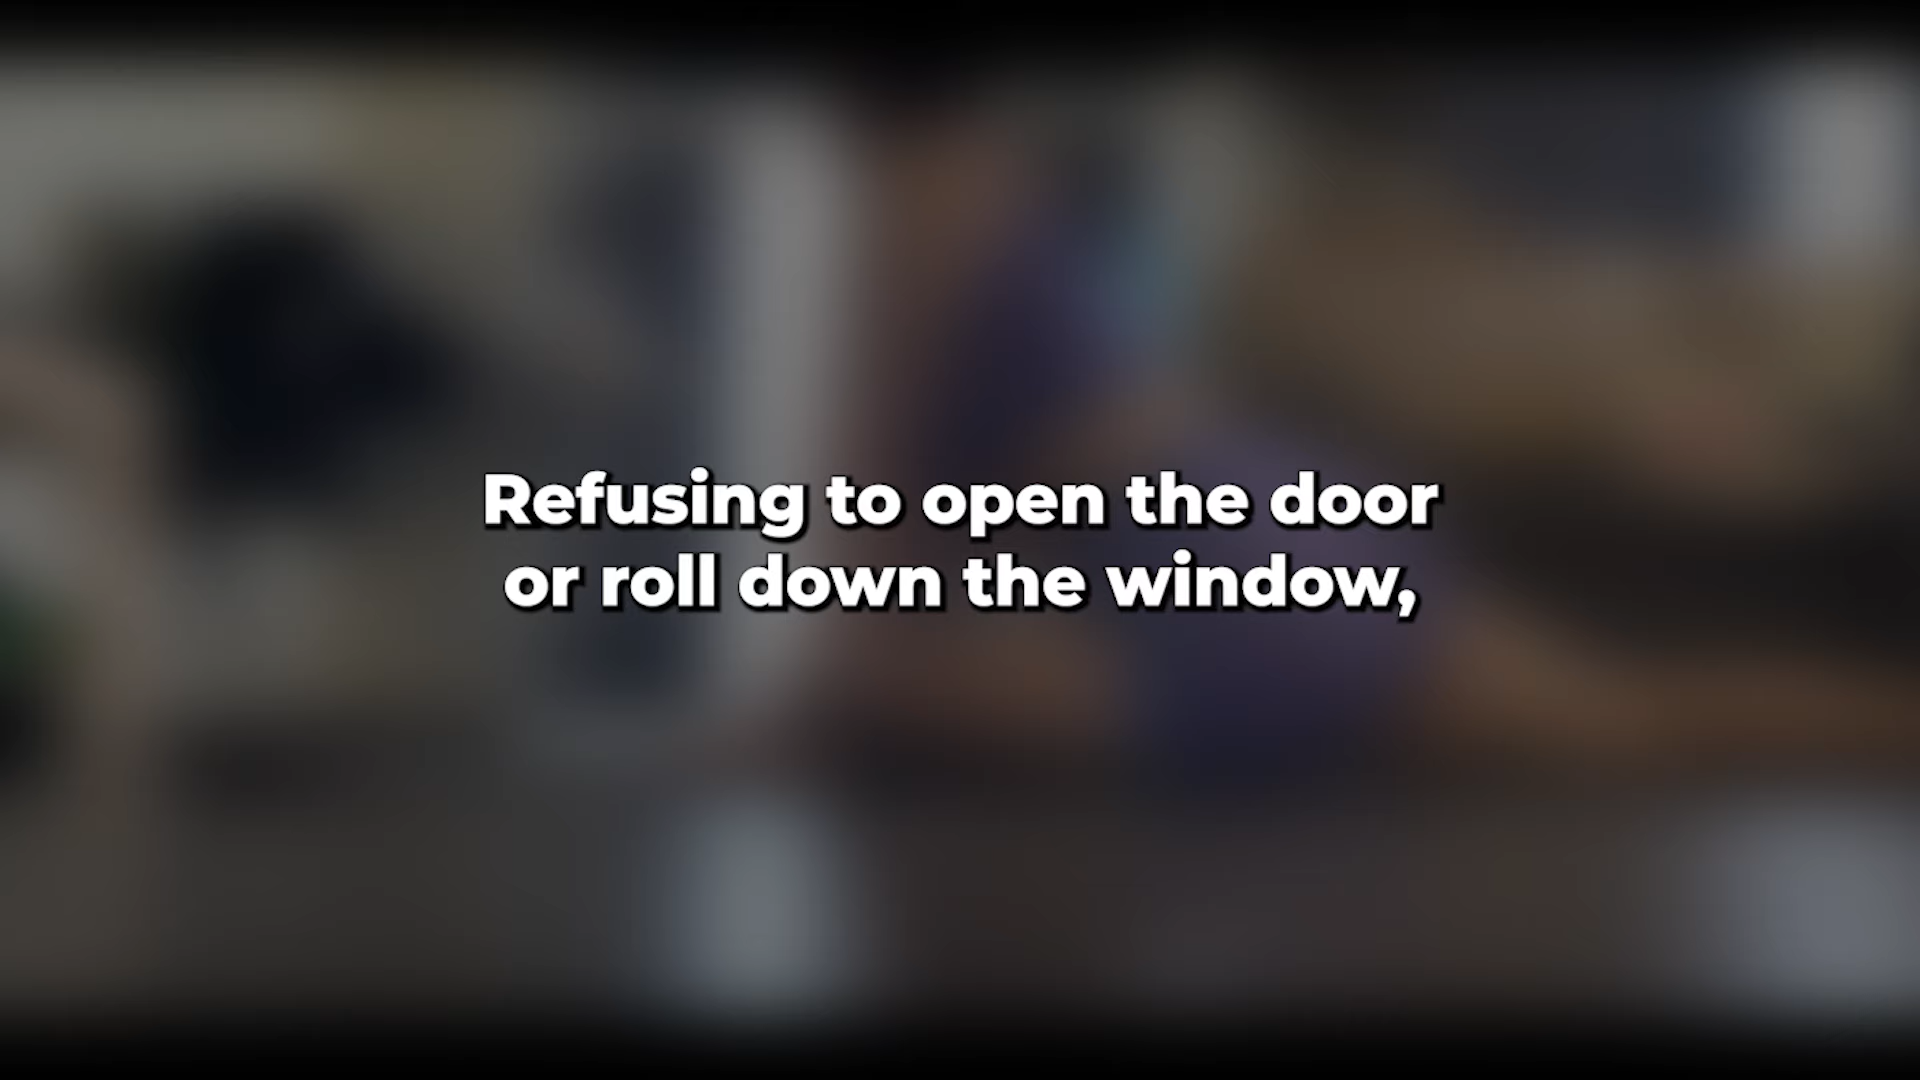 Refusing to open the door
or roll down the window,